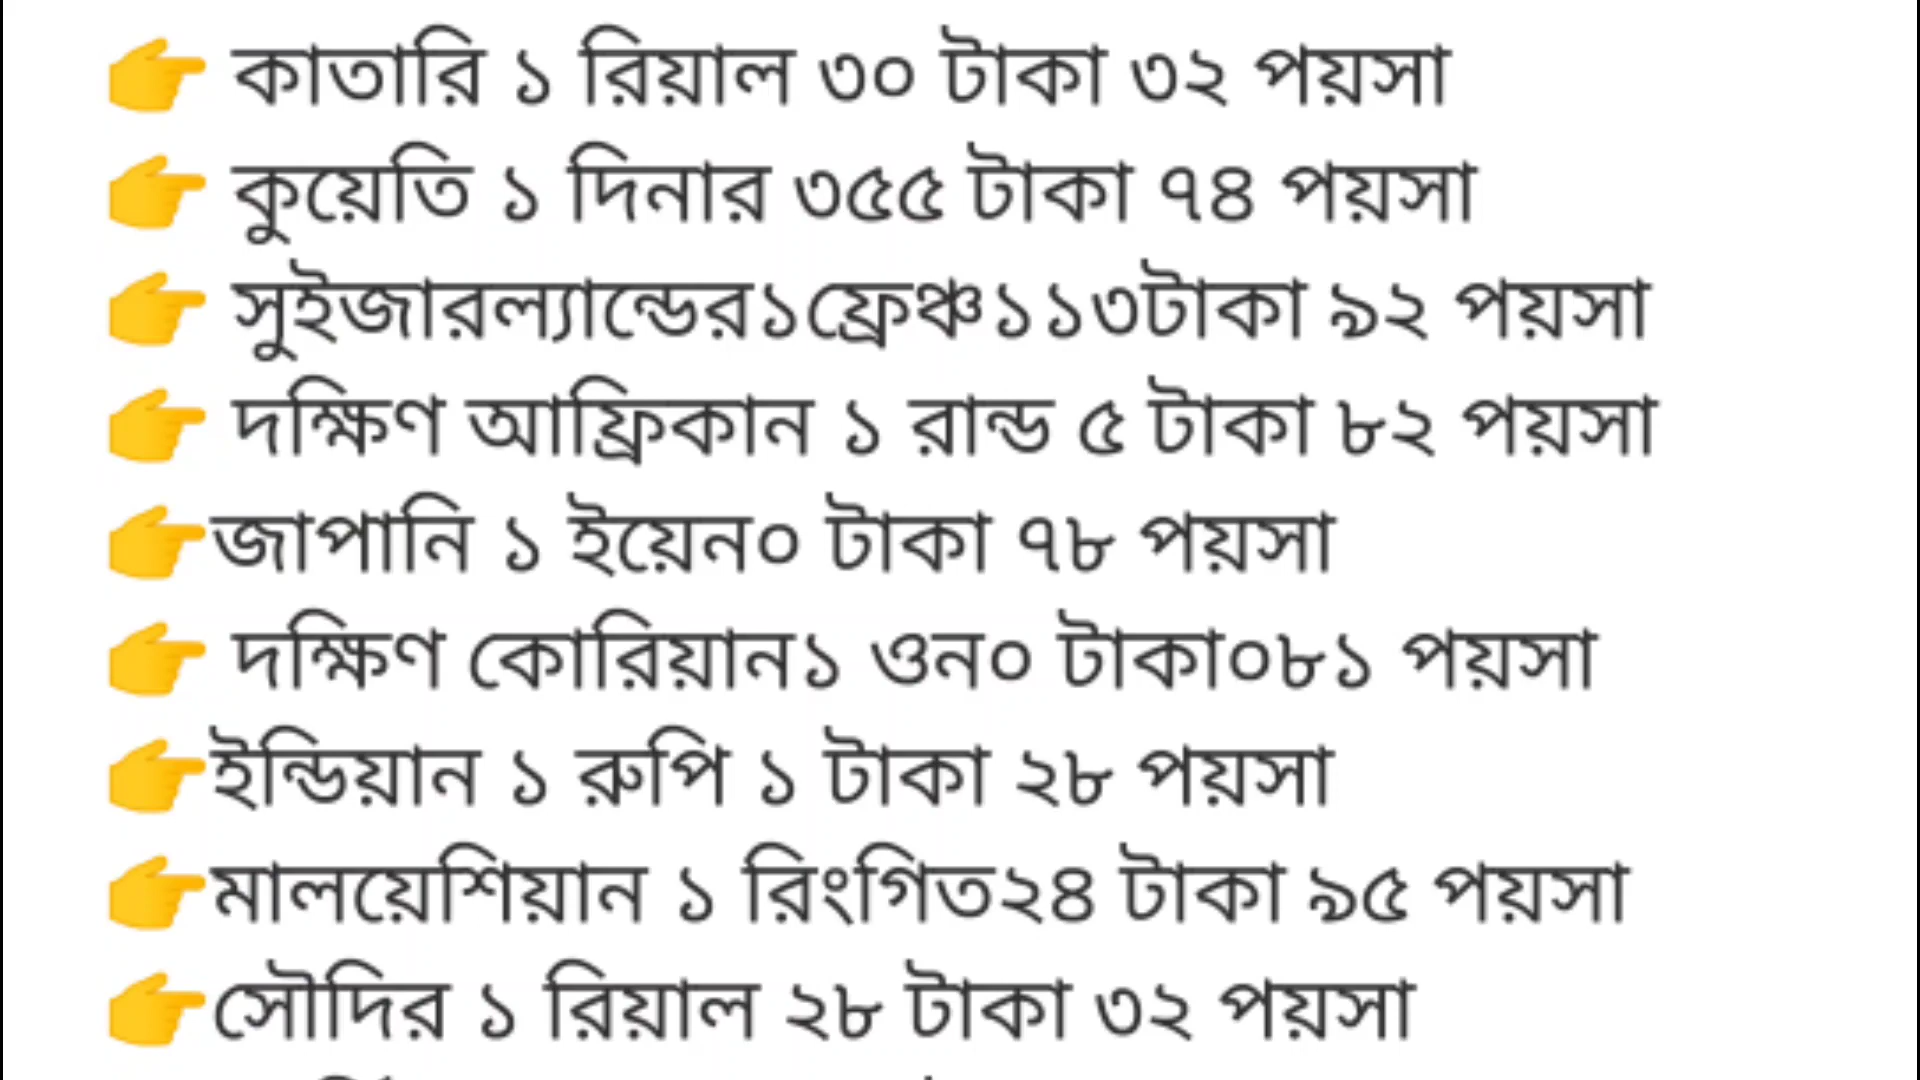 👉 কাতারি ১ রিয়াল ৩০ টাকা ৩২ পয়সা
👉 কুয়েতি ১ দিনার ৩৫৫ টাকা ৭৪ পয়সা
👉 সুইজারল্যান্ডের১ফ্রেঞ্চ১১৩টাকা ৯২ পয়সা
👉 দক্ষিণ আফ্রিকান ১ রান্ড ৫ টাকা ৮২ পয়সা
👉জাপানি ১ ইয়েন০ টাকা ৭৮ পয়সা
👉 দক্ষিণ কোরিয়ান১ ওন০ টাকা০৮১ পয়সা
👉ইন্ডিয়ান ১ রুপি ১ টাকা ২৮ পয়সা
👉মালয়েশিয়ান ১ রিংগিত২৪ টাকা ৯৫ পয়সা
👉সৌদির ১ রিয়াল ২৮ টাকা ৩২ পয়সা